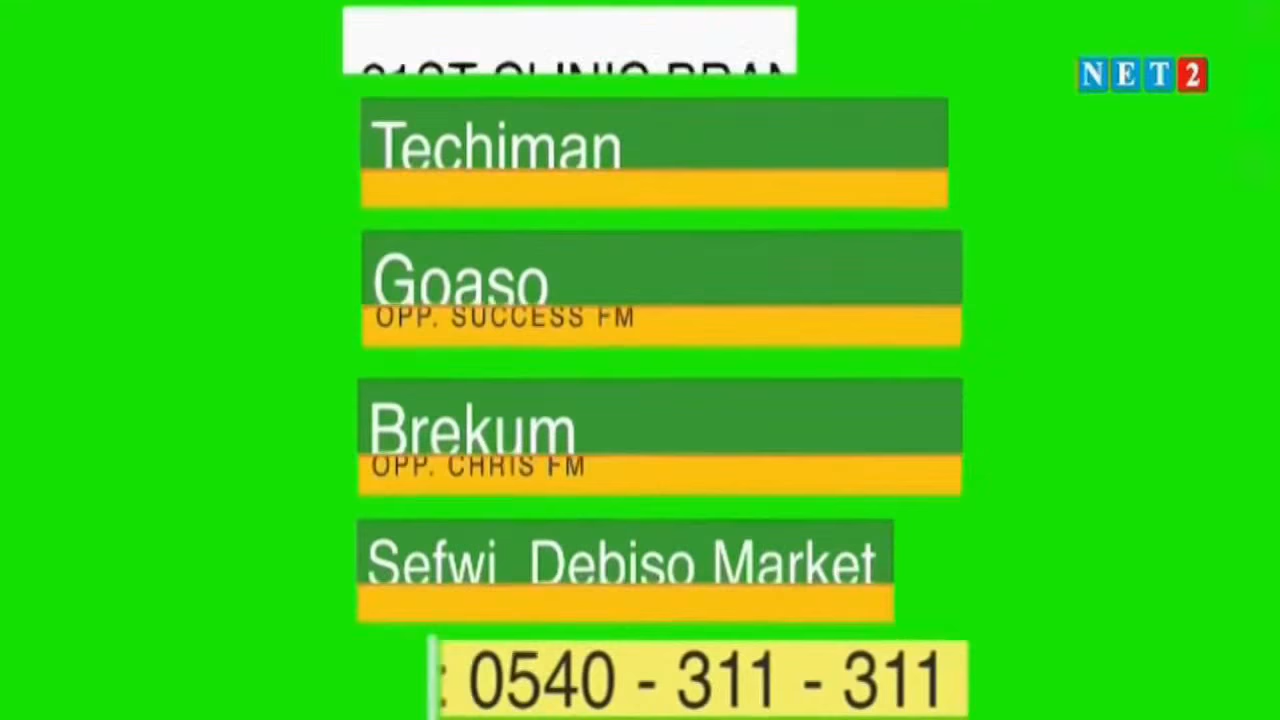 NET2
Techiman
Goaso
OPP. SUCCESS FM
Brekum
OPP. CHRIS FM
Sefwi Debiso Market
: 0540 - 311 - 311